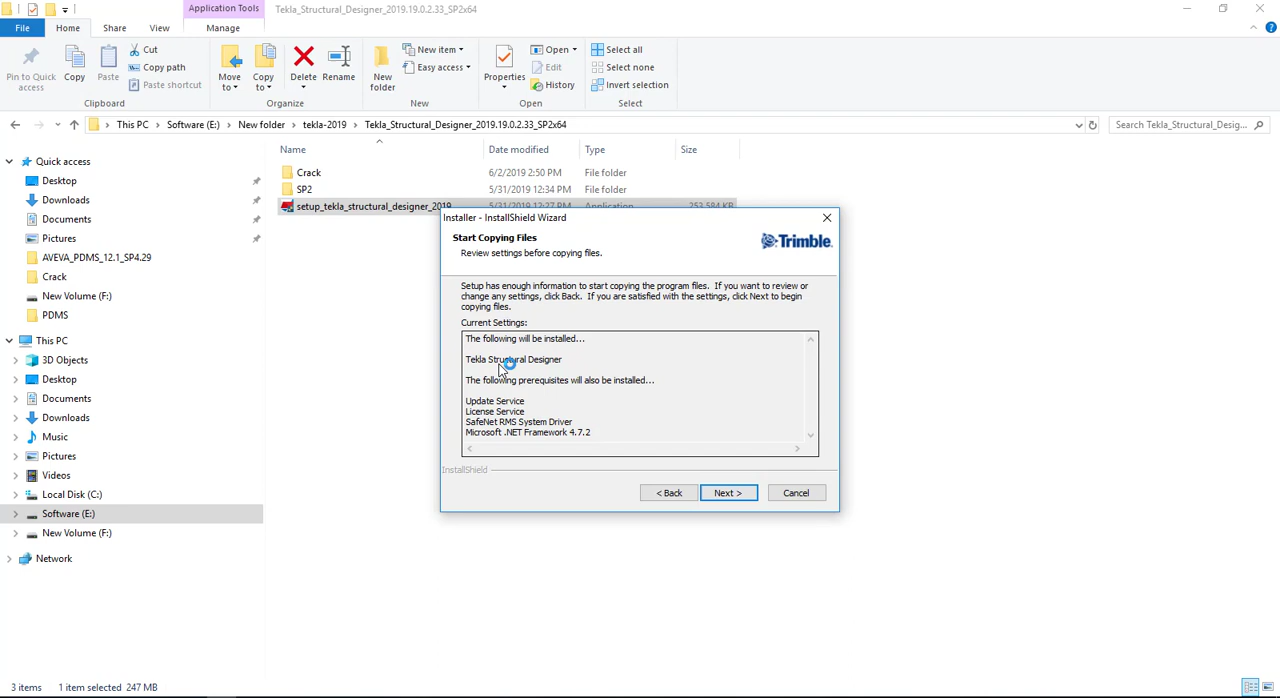 Application Tools
Tekla_Structural_Designer_2019.19.0.2.33_SP2x64
File
Home
Share
View
Manage
Pin to Quick access
Copy
Paste
Cut
Copy path
Paste shortcut
Clipboard
Move to
Copy to
Delete
Rename
Organize
New folder
New item
Easy access
New
Properties
Open
Edit
History
Open
Select all
Select none
Invert selection
Select
This PC > Software (E:) > New folder > tekla-2019 > Tekla_Structural_Designer_2019.19.0.2.33_SP2x64
Search Tekla_Structural_Desig...
Quick access
Desktop
Downloads
Documents
Pictures
AVEVA_PDMS_12.1_SP4.29
Crack
New Volume (F:)
PDMS
This PC
3D Objects
Desktop
Documents
Downloads
Music
Pictures
Videos
Local Disk (C:)
Software (E:)
New Volume (F:)
Network
Name Date modified Type Size
Crack 6/2/2019 2:50 PM File folder
SP2 5/31/2019 12:34 PM File folder
setup_tekla_structural_designer_2019 5/31/2019 12:27 PM Application 253,584 KB
Installer - InstallShield Wizard
Start Copying Files
Review settings before copying files.
Trimble.
Setup has enough information to start copying the program files. If you want to review or
change any settings, click Back. If you are satisfied with the settings, click Next to begin
copying files.
Current Settings:
The following will be installed...
Tekla Structural Designer
The following prerequisites will also be installed...
Update Service
License Service
SafeNet RMS System Driver
Microsoft .NET Framework 4.7.2
InstallShield
< Back
Next >
Cancel
3 items 1 item selected 247 MB